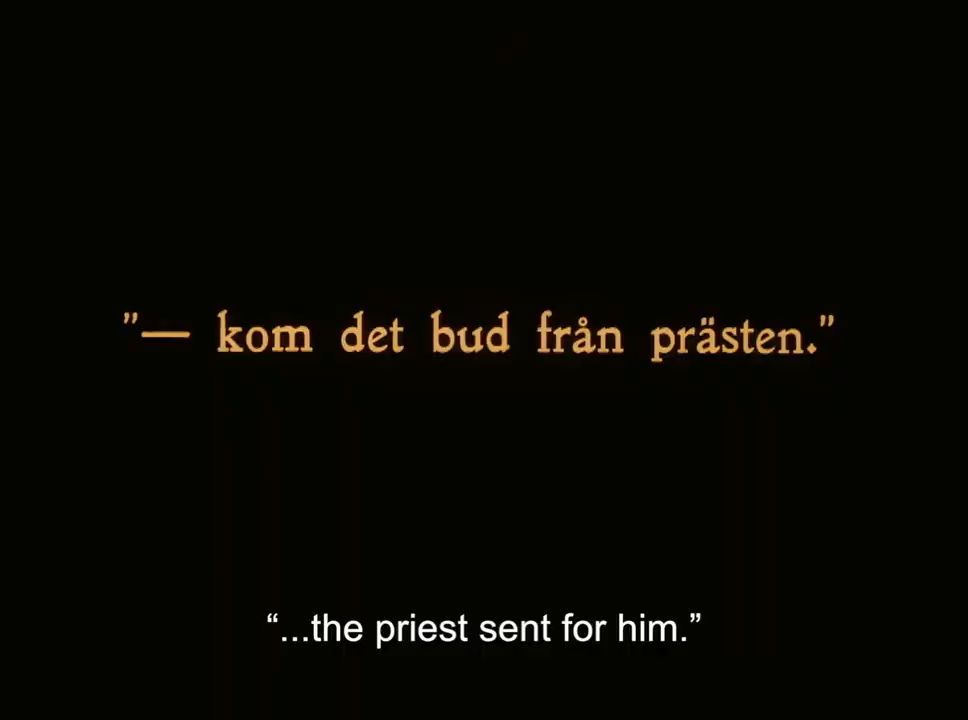 "— kom det bud från prästen."
“...the priest sent for him.”